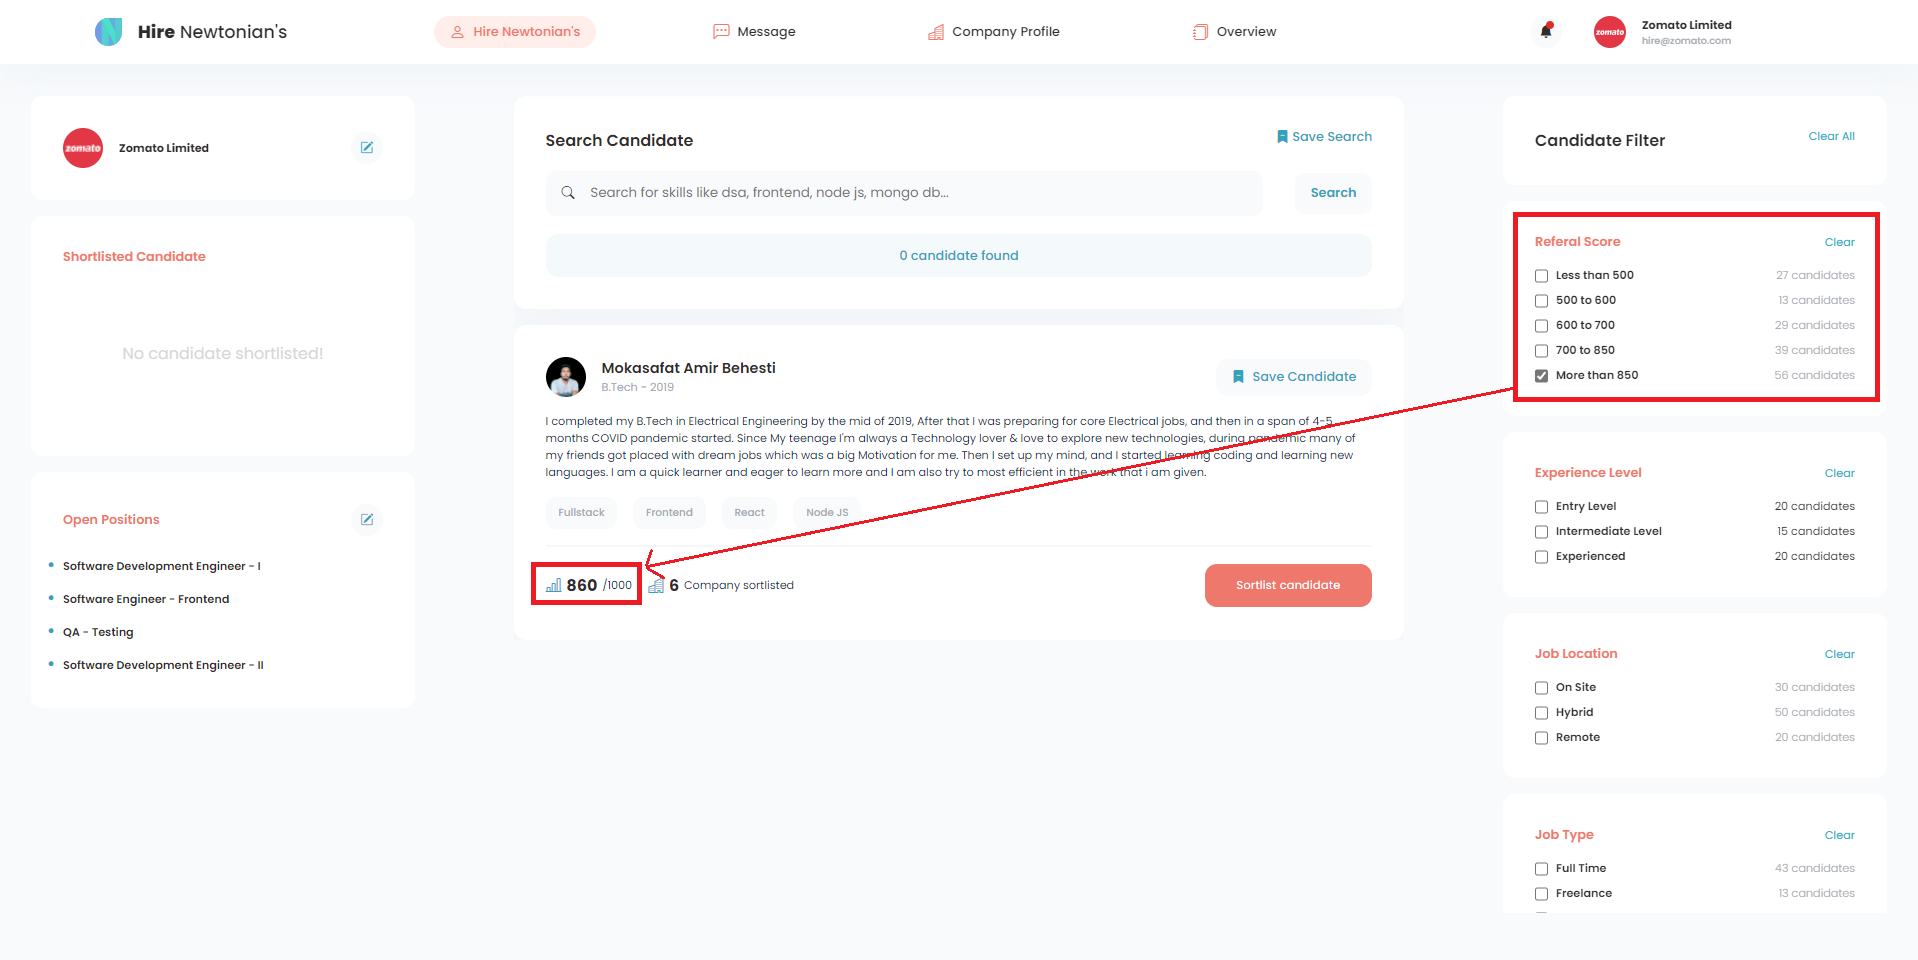 Hire Newtonian's
Hire Newtonian's
Message
Company Profile
Overview
Zomato Limited
hire@zomato.com
zomato
zomato
Zomato Limited
Shortlisted Candidate
No candidate shortlisted!
Open Positions
Software Development Engineer - I
Software Engineer - Frontend
QA - Testing
Software Development Engineer - II
Search Candidate
Save Search
Search for skills like dsa, frontend, node js, mongo db...
Search
0 candidate found
Mokasafat Amir Behesti
B.Tech - 2019
Save Candidate
I completed my B.Tech in Electrical Engineering by the mid of 2019, After that I was preparing for core Electrical jobs, and then in a span of 4-5
months COVID pandemic started. Since My teenage I'm always a Technology lover & love to explore new technologies, during pandemic many of
my friends got placed with dream jobs which was a big Motivation for me. Then I set up my mind, and I started learning coding and learning new
languages. I am a quick learner and eager to learn more and I am also try to most efficient in the work that i am given.
Fullstack
Frontend
React
Node JS
860 /1000
6 Company sortlisted
Sortlist candidate
Candidate Filter
Clear All
Referal Score
Clear
Less than 500
27 candidates
500 to 600
13 candidates
600 to 700
29 candidates
700 to 850
39 candidates
More than 850
56 candidates
Experience Level
Clear
Entry Level
20 candidates
Intermediate Level
15 candidates
Experienced
20 candidates
Job Location
Clear
On Site
30 candidates
Hybrid
50 candidates
Remote
20 candidates
Job Type
Clear
Full Time
43 candidates
Freelance
13 candidates